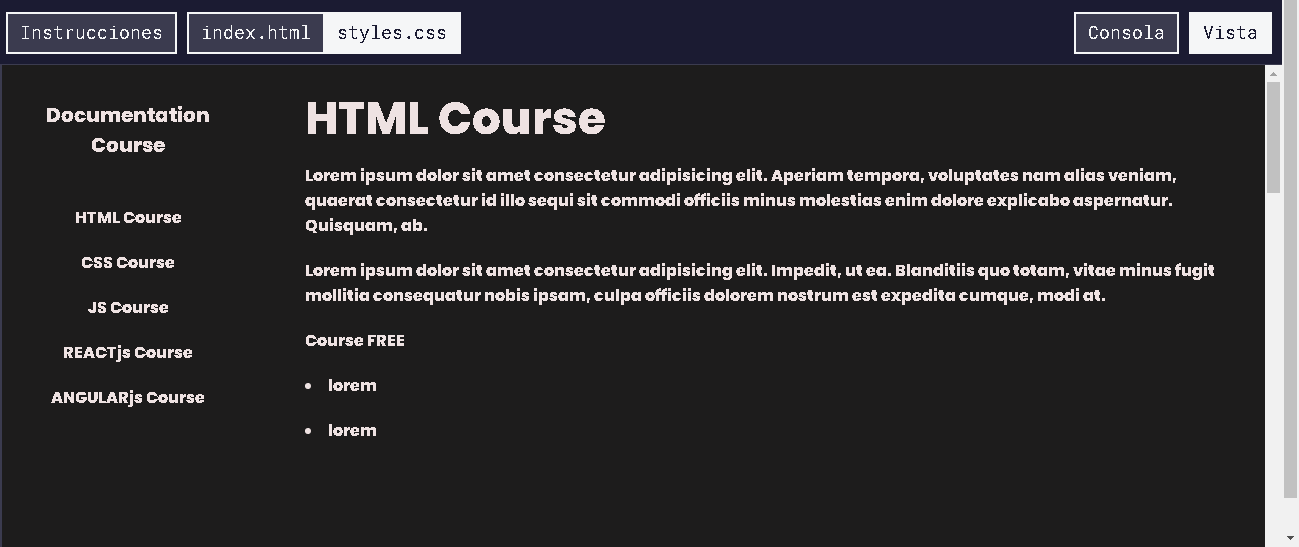 Instrucciones
index.html
styles.css
Consola
Vista
Documentation
Course
HTML Course
CSS Course
JS Course
REACTjs Course
ANGULARjs Course
HTML Course
Lorem ipsum dolor sit amet consectetur adipisicing elit. Aperiam tempora, voluptates nam alias veniam,
quaerat consectetur id illo sequi sit commodi officiis minus molestias enim dolore explicabo aspernatur.
Quisquam, ab.
Lorem ipsum dolor sit amet consectetur adipisicing elit. Impedit, ut ea. Blanditiis quo totam, vitae minus fugit
mollitia consequatur nobis ipsam, culpa officiis dolorem nostrum est expedita cumque, modi at.
Course FREE
• lorem
• lorem